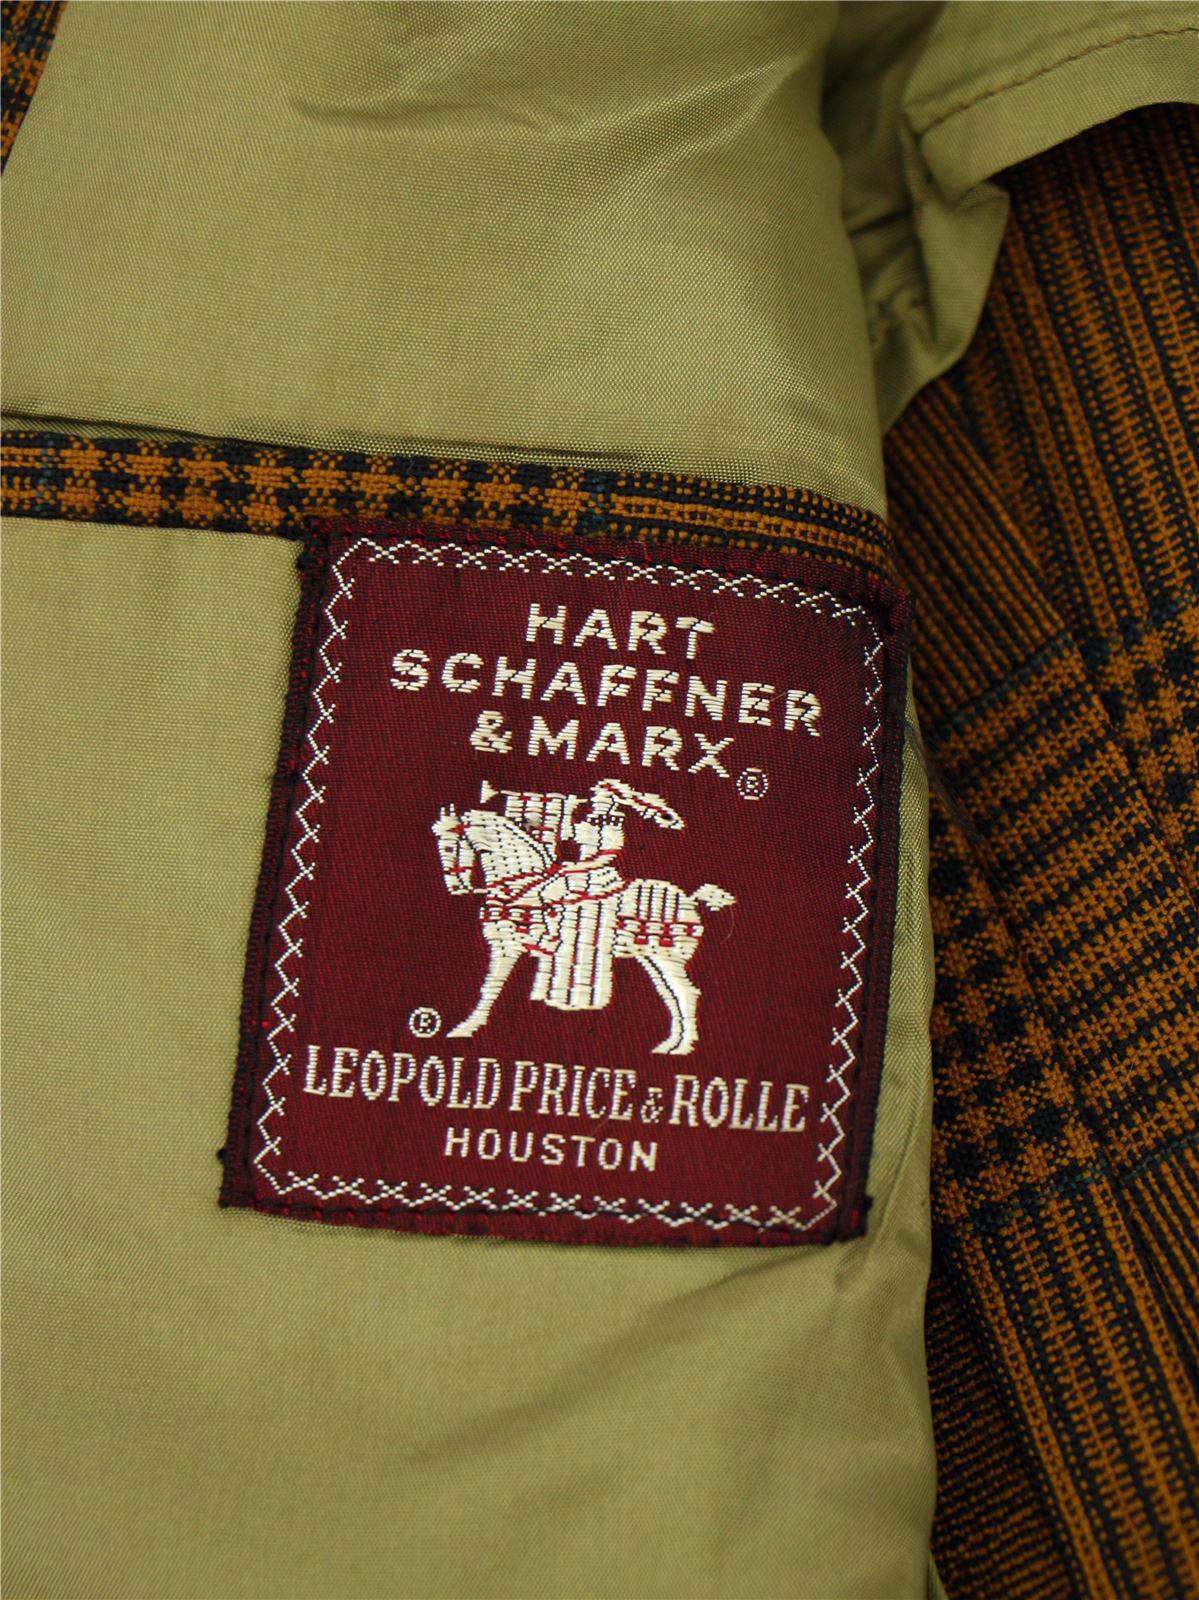 HART
SCHAFFNER
& MARX®
®
LEOPOLD PRICE & ROLLE
HOUSTON